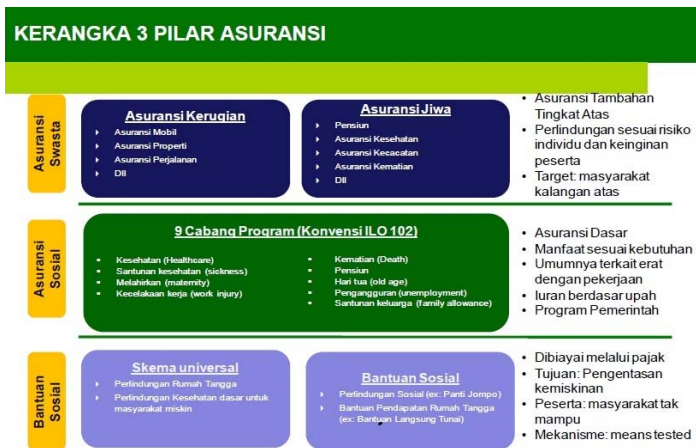 KERANGKA 3 PILAR ASURANSI
Asuransi
Swasta
Asuransi Kerugian
Asuransi Mobil
Asuransi Properti
Asuransi Perjalanan
Dll
Asuransi Jiwa
Pensiun
Asuransi Kesehatan
Asuransi Kecacatan
Asuransi Kematian
Dll
• Asuransi Tambahan
Tingkat Atas
• Perlindungan sesuai risiko
individu dan keinginan
peserta
• Target: masyarakat
kalangan atas
Asuransi
Sosial
9 Cabang Program (Konvensi ILO 102)
Kesehatan (Healthcare)
Santunan kesehatan (sickness)
Melahirkan (maternity)
Kecelakaan kerja (work injury)
Kematian (Death)
Pensiun
Hari tua (old age)
Pengangguran (unemployment)
Santunan keluarga (family allowance)
• Asuransi Dasar
• Manfaat sesuai kebutuhan
• Umumnya terkait erat
dengan pekerjaan
• Iuran berdasar upah
• Program Pemerintah
Bantuan
Sosial
Skema universal
Perlindungan Rumah Tangga
Perlindungan Kesehatan dasar untuk
masyarakat miskin
Bantuan Sosial
Perlindungan Sosial (ex: Panti Jompo)
Bantuan Pendapatan Rumah Tangga
(ex: Bantuan Langsung Tunai)
• Dibiayai melalui pajak
• Tujuan: Pengentasan
kemiskinan
• Peserta: masyarakat tak
mampu
• Mekanisme: means tested